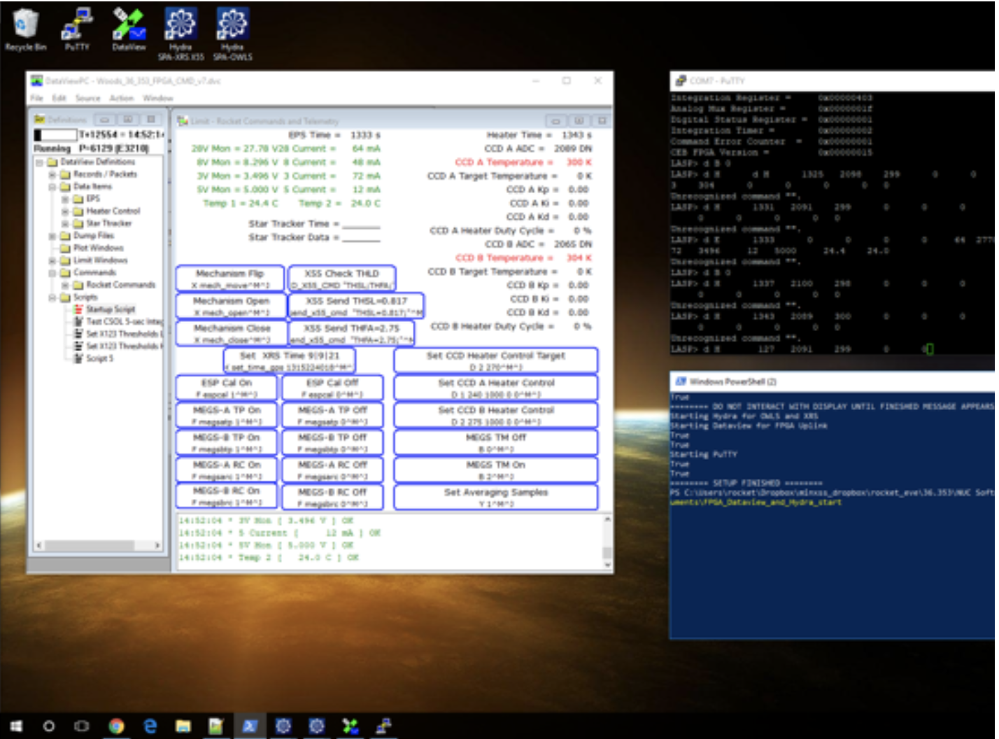 Recycle Bin
PuTTY
DataView
Hydra
SPA-XRS X55
Hydra
SPA-OWLS
DataViewPC - Woods_36_353_FPGA_CMD_v7.dvc
File Edit Source Action Window
Definitions
T+12554 = 14:52:1
Running P=6129 (E3210)
DataView Definitions
Records / Packets
Data Items
EPS
Heater Control
Star Thracker
Dump Files
Plot Windows
Limit Windows
Commands
Rocket Commands
Scripts
Startup Script
Test CSOL 5-sec Integ
Set X123 Thresholds L
Set X123 Thresholds H
Script 5
Limit - Rocket Commands and Telemetry
EPS Time = 1333 s
28V Mon = 27.78 V 28 Current = 64 mA
8V Mon = 8.296 V 8 Current = 48 mA
3V Mon = 3.496 V 3 Current = 72 mA
5V Mon = 5.000 V 5 Current = 12 mA
Temp 1 = 24.4 C Temp 2 = 24.0 C
Star Tracker Time =
Star Tracker Data =
Heater Time = 1343 s
CCD A ADC = 2089 DN
CCD A Temperature = 300 K
CCD A Target Temperature = 0 K
CCD A Kp = 0.00
CCD A Ki = 0.00
CCD A Kd = 0.00
CCD A Heater Duty Cycle = 0 %
CCD B ADC = 2065 DN
CCD B Temperature = 304 K
CCD B Target Temperature = 0 K
CCD B Kp = 0.00
CCD B Ki = 0.00
CCD B Kd = 0.00
CCD B Heater Duty Cycle = 0 %
Mechanism Flip
X mech_move^M^J
X55 Check THLD
D_X55_CMD "THSL;THFA;"
Mechanism Open
X mech_open^M^J
X55 Send THSL=0.817
end_x55_cmd "THSL=0.817;"^M
Mechanism Close
X mech_close^M^J
X55 Send THFA=2.75
end_x55_cmd "THFA=2.75;"^M
Set XRS Time 9|9|21
set_time_gps 1315224018^M^
Set CCD Heater Control Target
D 2 270^M^J
ESP Cal On
F espcal 1^M^J
ESP Cal Off
F espcal 0^M^J
Set CCD A Heater Control
D 1 240 1000 0 0^M^J
MEGS-A TP On
F megsatp 1^M^J
MEGS-A TP Off
F megsatp 0^M^J
Set CCD B Heater Control
D 2 275 1000 0 0^M^J
MEGS-B TP On
F megsbtp 1^M^J
MEGS-B TP Off
F megsbtp 0^M^J
MEGS TM Off
B 0^M^J
MEGS-A RC On
F megsarc 1^M^J
MEGS-A RC Off
F megsarc 0^M^J
MEGS TM On
B 2^M^J
MEGS-B RC On
F megsbrc 1^M^J
MEGS-B RC Off
F megsbrc 0^M^J
Set Averaging Samples
Y 1^M^J
14:52:04 * 3V Mon [ 3.496 V ] OK
14:52:04 * 5 Current [ 12 mA ] OK
14:52:04 * 5V Mon [ 5.000 V ] OK
14:52:04 * Temp 2 [ 24.0 C ] OK
COM7 - PuTTY
Integration Register = 0x00000403
Analog Mux Register = 0x0000001f
Digital Status Register = 0x00000001
Integration Timer = 0x00000002
Command Error Counter = 0x00000001
CEB FPGA Version = 0x00000015
LASP> d B 0
LASP> d H d H 1325 2098 299 0 0
3 304 0 0 0 0 0
Unrecognized command "".
LASP> d H 1331 2091 299 0 0 0
0 0 0 0 0
Unrecognized command "".
LASP> d E 1333 0 0 0 0 64 2778
72 3496 12 5000 24.4 24.0
Unrecognized command "".
LASP> d B 0
LASP> d H 1337 2100 298 0 0 0
0 0 0 0 0
Unrecognized command "".
LASP> d H 1343 2089 300 0 0 0
0 0 0 0 0
Unrecognized command "".
LASP> d H 127 2091 299 0 0
Windows PowerShell (2)
True
-------- DO NOT INTERACT WITH DISPLAY UNTIL FINISHED MESSAGE APPEARS
Starting Hydra for OWLS and XRS
Starting Dataview for FPGA Uplink
True
True
Starting PuTTY
True
True
-------- SETUP FINISHED --------
PS C:\Users\rocket\Dropbox\minxss_dropbox\rocket_eve\36.353\NUC Soft
uments\FPGA_Dataview_and_Hydra_start